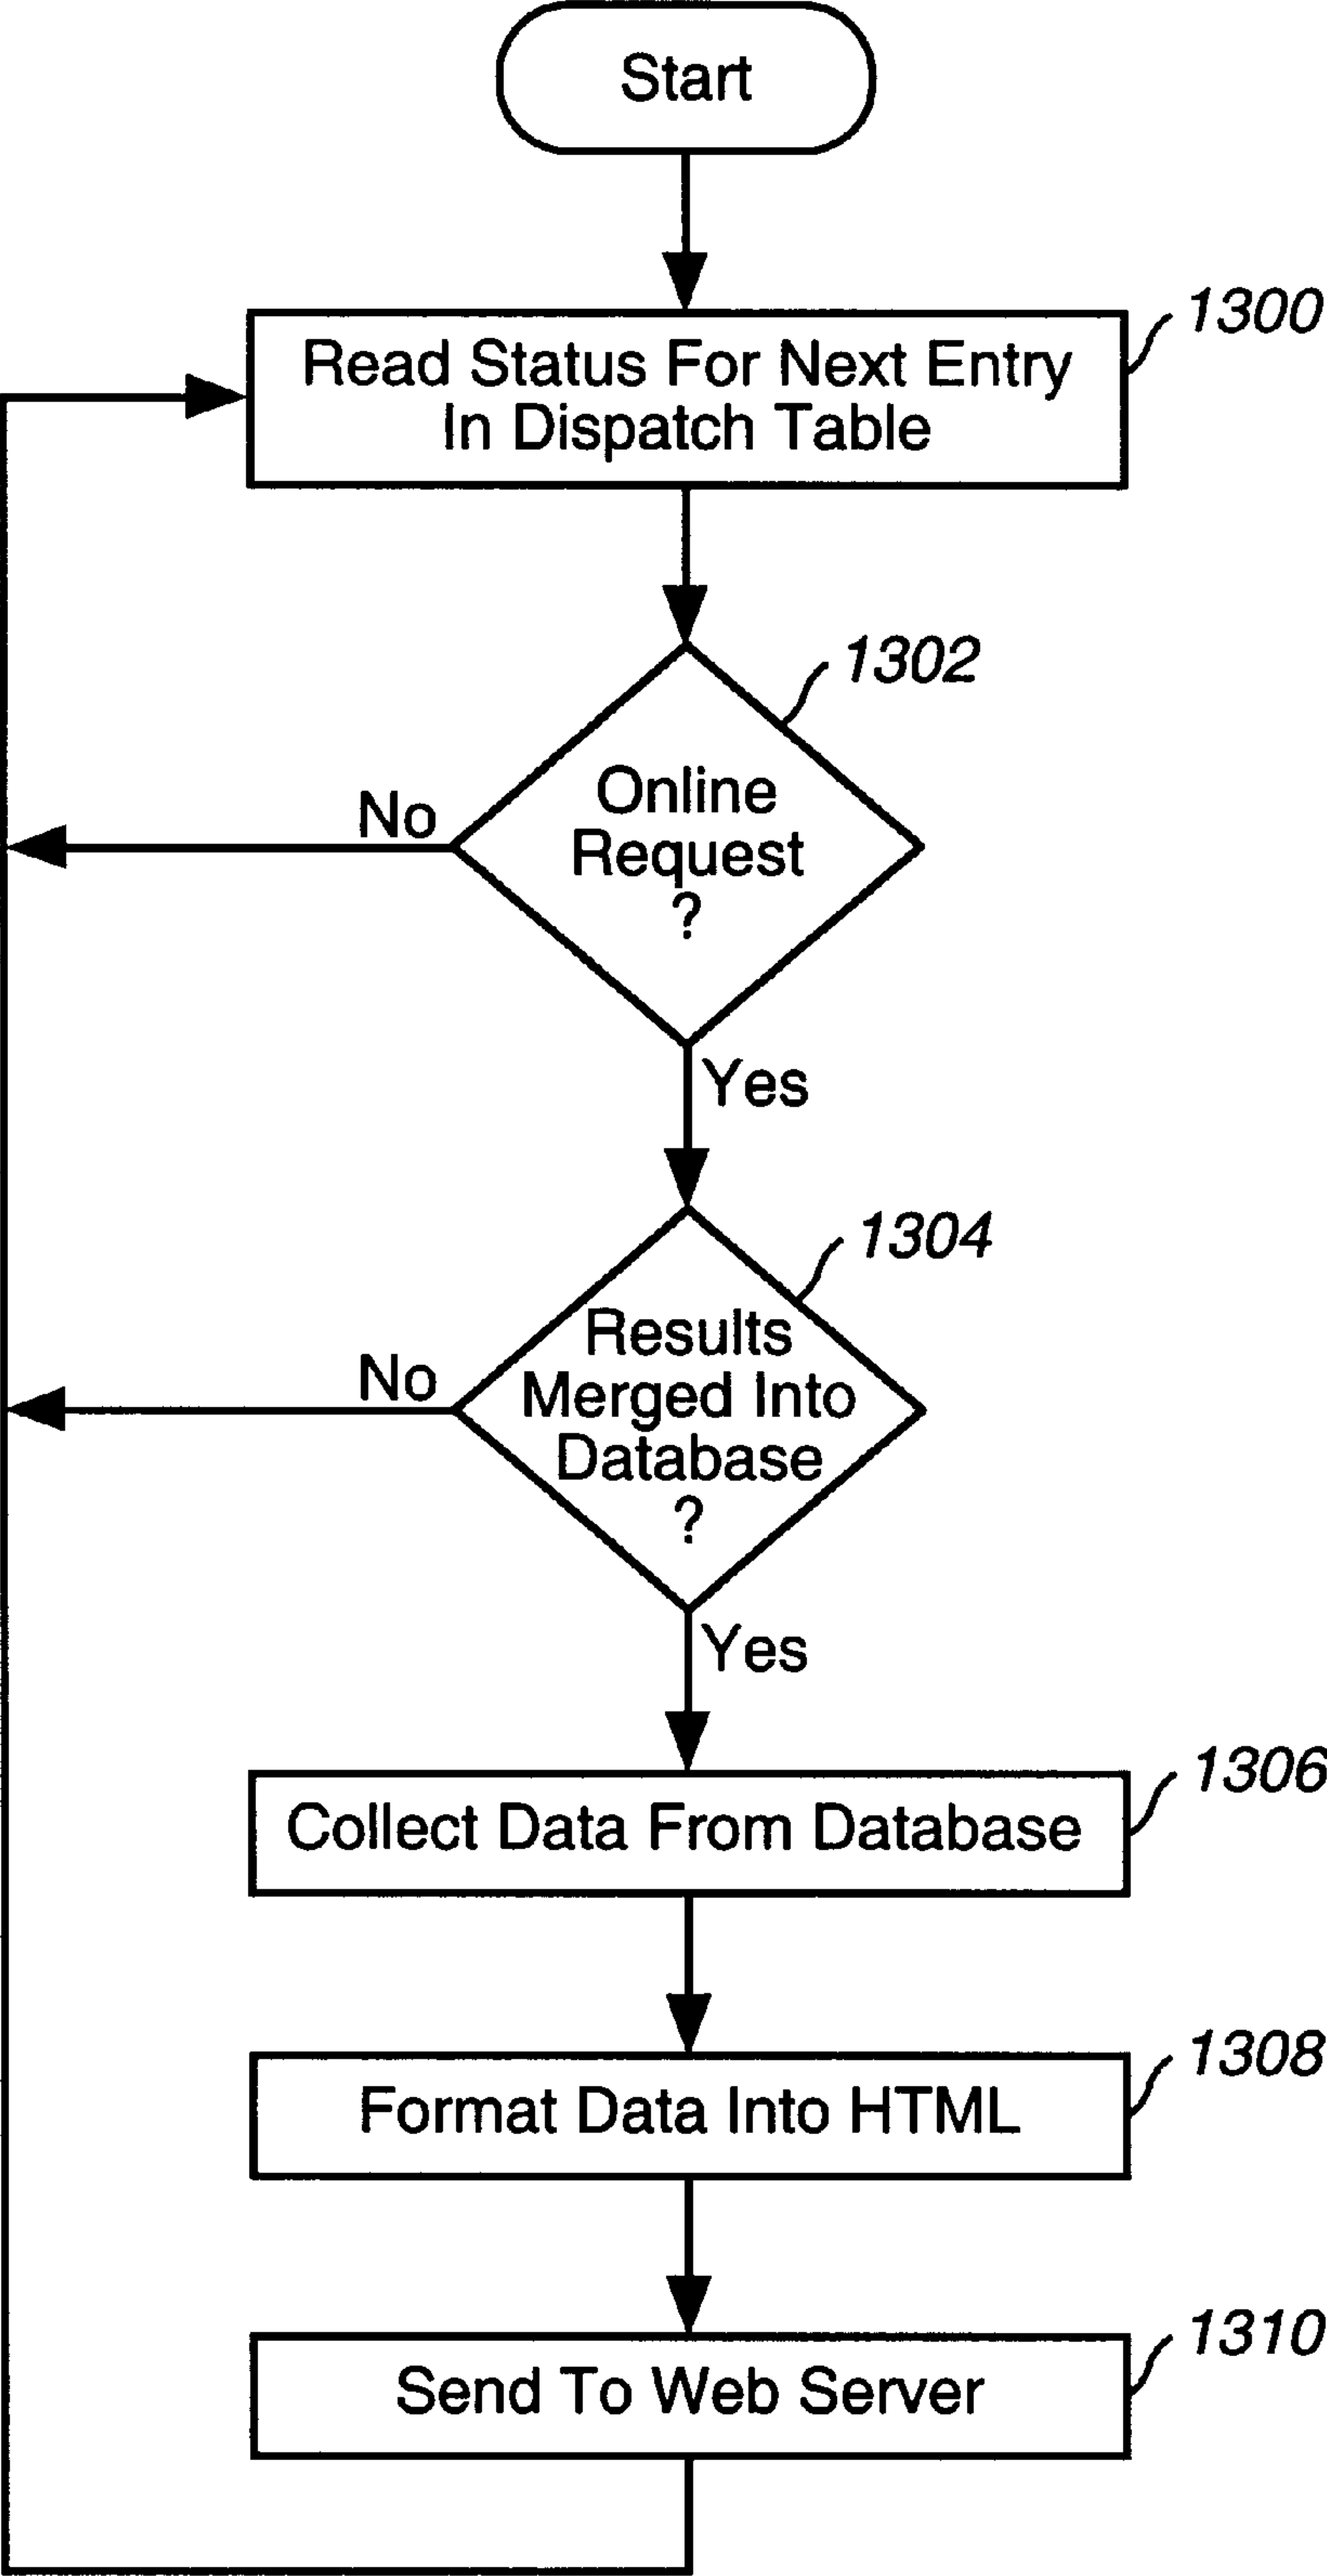 Start
1300
Read Status For Next Entry
In Dispatch Table
1302
Online
Request
?
No
Yes
1304
Results
Merged Into
Database
?
No
Yes
1306
Collect Data From Database
1308
Format Data Into HTML
1310
Send To Web Server